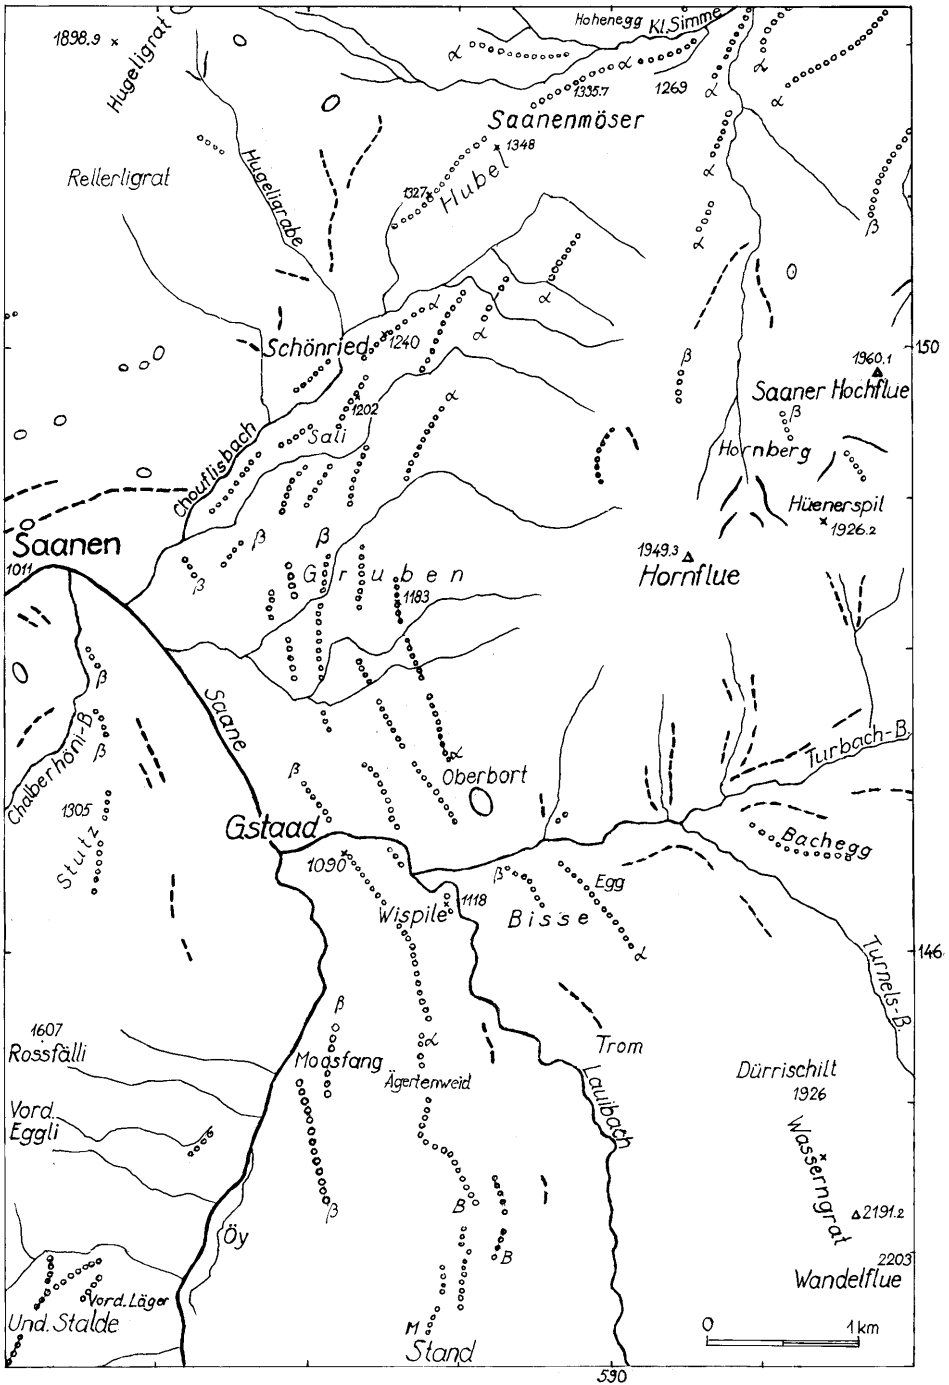 Hohenegg
Kl. Simme
1898.9
Hugeligrat
α
α
α
α
α
1335.7
1269
Saanenmöser
1348
Hubel
1327
Rellerligrat
Hugeligrabe
α
α
β
α
α
α
Schönried
1240
150
1960.1
β
Saaner Hochflue
β
1202
α
Sali
Hornberg
Chouflisbach
Hüenerspil
1926.2
Saanen
1011
β
β
β
Gruben
1183
1949.3
Hornflue
β
β
Saane
Chalberhöni-B.
α
Oberbort
Turbach-B.
β
1305
Stutz
Gstaad
Bachegg
1090
β
Egg
Wispile
1118
Bisse
α
146
Turnels-B.
β
1607
Rossfälli
α
Moosfang
Ägertenweid
Trom
Dürrischilt
1926
Vord.
Eggli
Lauibach
Wasserngrat
β
B
B
2191.2
Öy
2203
Wandelflue
Vord. Läger
Und. Stalde
M
Stand
0
1 km
590